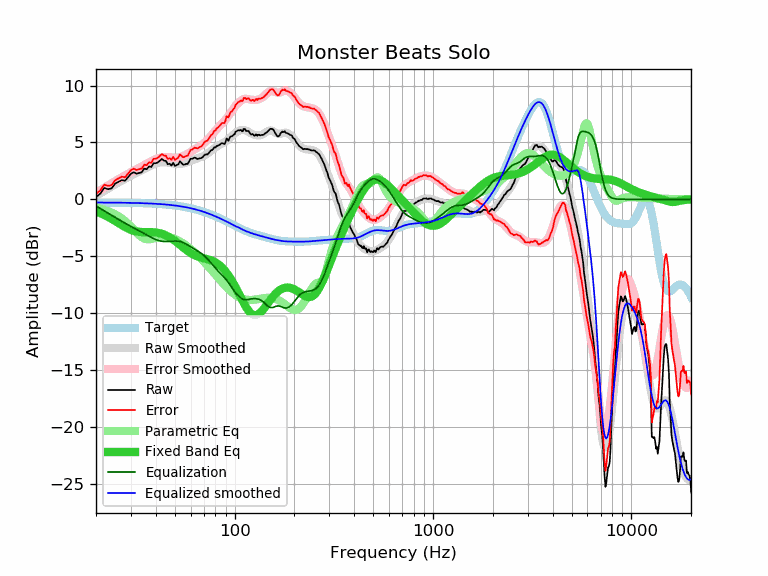 Monster Beats Solo
Amplitude (dBr)
10
5
0
−5
−10
−15
−20
−25
Target
Raw Smoothed
Error Smoothed
Raw
Error
Parametric Eq
Fixed Band Eq
Equalization
Equalized smoothed
100
1000
10000
Frequency (Hz)